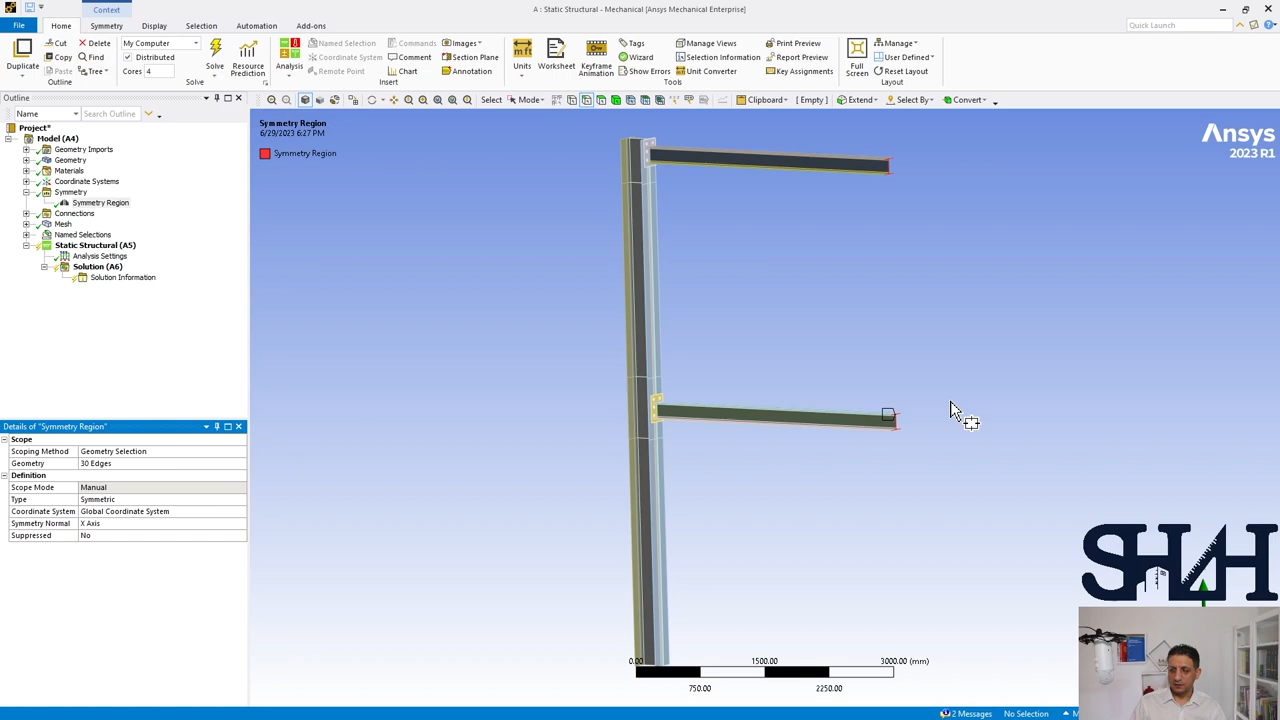 A : Static Structural - Mechanical [Ansys Mechanical Enterprise]
Context
File Home Symmetry Display Selection Automation Add-ons
Quick Launch
Duplicate
Cut
Copy
Paste
Delete
Find
Tree
Outline
My Computer
Distributed
Cores 4
Solve
Resource
Prediction
Solve
Analysis
Named Selection
Coordinate System
Remote Point
Commands
Comment
Chart
Images
Section Plane
Annotation
Insert
Units
Worksheet
Keyframe
Animation
Tags
Wizard
Show Errors
Manage Views
Selection Information
Unit Converter
Print Preview
Report Preview
Key Assignments
Tools
Full
Screen
Manage
User Defined
Reset Layout
Layout
Select Mode Clipboard [ Empty ] Extend Select By Convert
Outline
Name Search Outline
Project*
Model (A4)
Geometry Imports
Geometry
Materials
Coordinate Systems
Symmetry
Symmetry Region
Connections
Mesh
Named Selections
Static Structural (A5)
Analysis Settings
Solution (A6)
Solution Information
Details of "Symmetry Region"
Scope
Scoping Method Geometry Selection
Geometry 30 Edges
Definition
Scope Mode Manual
Type Symmetric
Coordinate System Global Coordinate System
Symmetry Normal X Axis
Suppressed No
Symmetry Region
6/29/2023 6:27 PM
Symmetry Region
Ansys
2023 R1
0.00 1500.00 3000.00 (mm)
750.00 2250.00
2 Messages No Selection